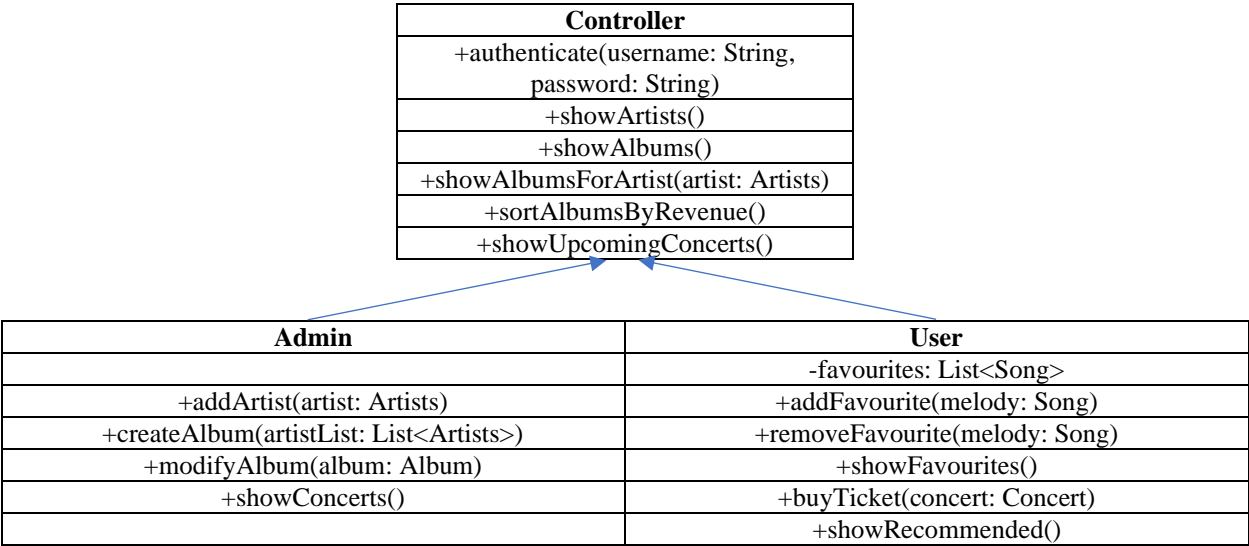 Controller
+authenticate(username: String,
password: String)
+showArtists()
+showAlbums()
+showAlbumsForArtist(artist: Artists)
+sortAlbumsByRevenue()
+showUpcomingConcerts()
Admin
+addArtist(artist: Artists)
+createAlbum(artistList: List<Artists>)
+modifyAlbum(album: Album)
+showConcerts()
User
-favourites: List<Song>
+addFavourite(melody: Song)
+removeFavourite(melody: Song)
+showFavourites()
+buyTicket(concert: Concert)
+showRecommended()